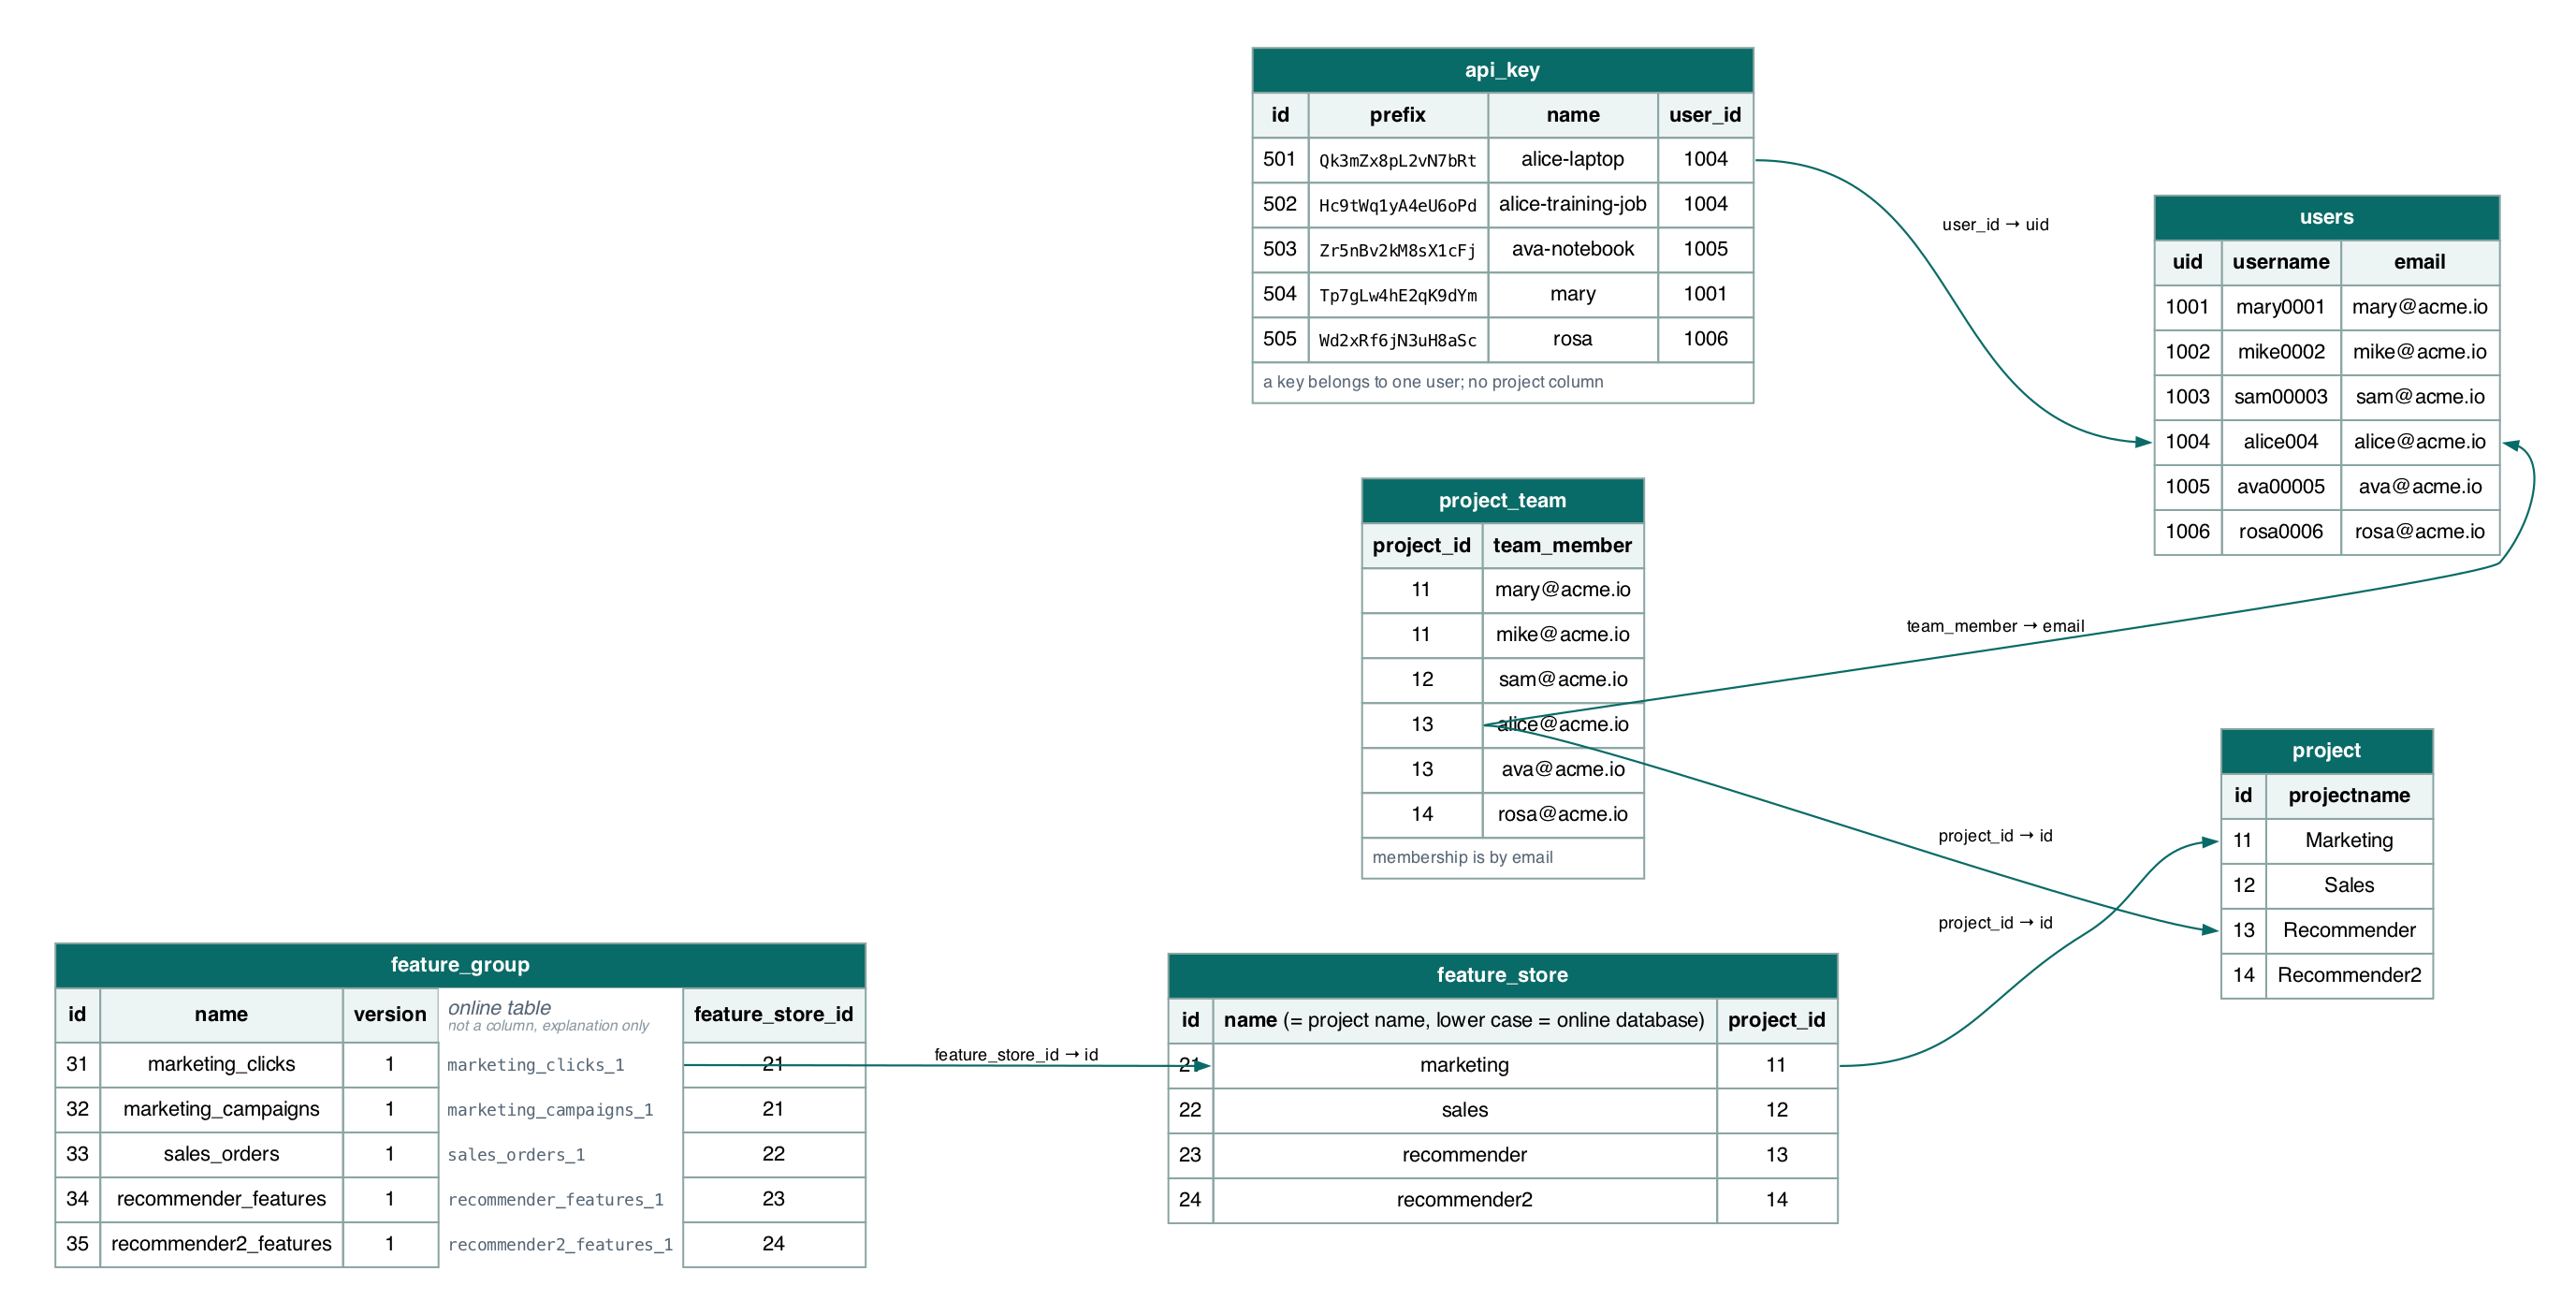 api_key
id prefix name user_id
501 Qk3mZx8pL2vN7bRt alice-laptop 1004
502 Hc9tWq1yA4eU6oPd alice-training-job 1004
503 Zr5nBv2kM8sX1cFj ava-notebook 1005
504 Tp7gLw4hE2qK9dYm mary 1001
505 Wd2xRf6jN3uH8aSc rosa 1006
a key belongs to one user; no project column
user_id → uid
users
uid username email
1001 mary0001 mary@acme.io
1002 mike0002 mike@acme.io
1003 sam00003 sam@acme.io
1004 alice004 alice@acme.io
1005 ava00005 ava@acme.io
1006 rosa0006 rosa@acme.io
project_team
project_id team_member
11 mary@acme.io
11 mike@acme.io
12 sam@acme.io
13 alice@acme.io
13 ava@acme.io
14 rosa@acme.io
membership is by email
team_member → email
project_id → id
project_id → id
project
id projectname
11 Marketing
12 Sales
13 Recommender
14 Recommender2
feature_group
id name version online table feature_store_id
not a column, explanation only
31 marketing_clicks 1 marketing_clicks_1 21
32 marketing_campaigns 1 marketing_campaigns_1 21
33 sales_orders 1 sales_orders_1 22
34 recommender_features 1 recommender_features_1 23
35 recommender2_features 1 recommender2_features_1 24
feature_store_id → id
feature_store
id name (= project name, lower case = online database) project_id
21 marketing 11
22 sales 12
23 recommender 13
24 recommender2 14